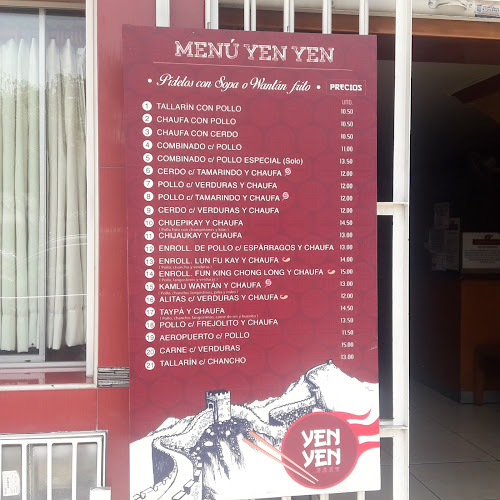 MENÚ YEN YEN
• Pídelos con Sopa o Wantán frito • PRECIOS
UND.
1 TALLARÍN CON POLLO 10.50
2 CHAUFA CON POLLO 10.50
3 CHAUFA CON CERDO 10.50
4 COMBINADO c/ POLLO 11.00
5 COMBINADO c/ POLLO ESPECIAL (Solo) 13.50
6 CERDO c/ TAMARINDO Y CHAUFA 12.00
7 POLLO c/ VERDURAS Y CHAUFA 12.00
8 POLLO c/ TAMARINDO Y CHAUFA 12.00
9 CERDO c/ VERDURAS Y CHAUFA 12.00
10 CHUEPIKAY Y CHAUFA 14.50
11 CHIJAUKAY Y CHAUFA 13.00
12 ENROLL. DE POLLO c/ ESPÁRRAGOS Y CHAUFA 13.00
13 ENROLL. LUN FU KAY Y CHAUFA 14.00
14 ENROLL. FUN KING CHONG LONG Y CHAUFA 15.00
15 KAMLU WANTÁN Y CHAUFA 13.00
16 ALITAS c/ VERDURAS Y CHAUFA 12.00
17 TAYPÁ Y CHAUFA 14.50
18 POLLO c/ FREJOLITO Y CHAUFA 13.50
19 AEROPUERTO c/ POLLO 11.50
20 CARNE c/ VERDURAS 15.00
21 TALLARÍN c/ CHANCHO 13.00
YEN
YEN